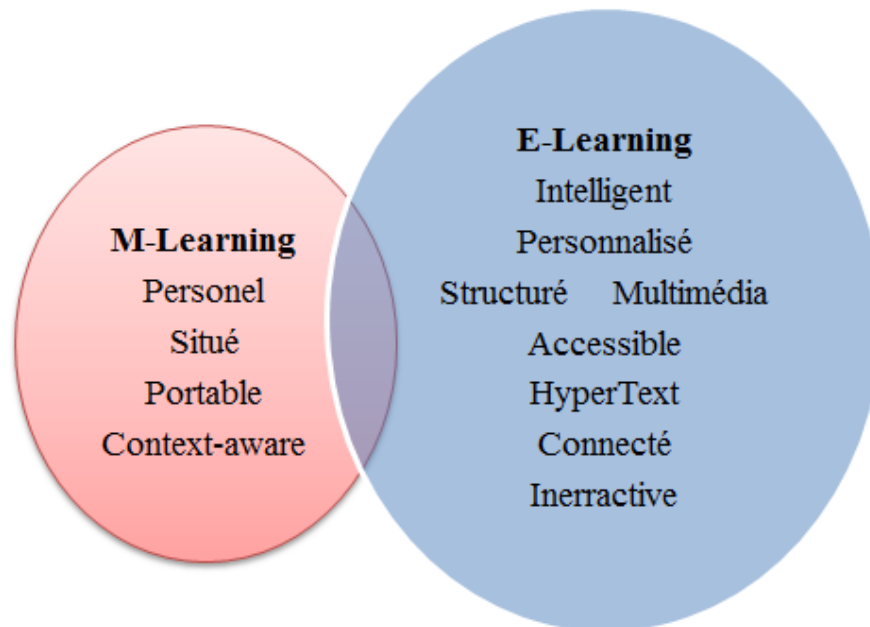 M-Learning
Personel
Situé
Portable
Context-aware
E-Learning
Intelligent
Personnalisé
Structuré Multimédia
Accessible
HyperText
Connecté
Inerractive